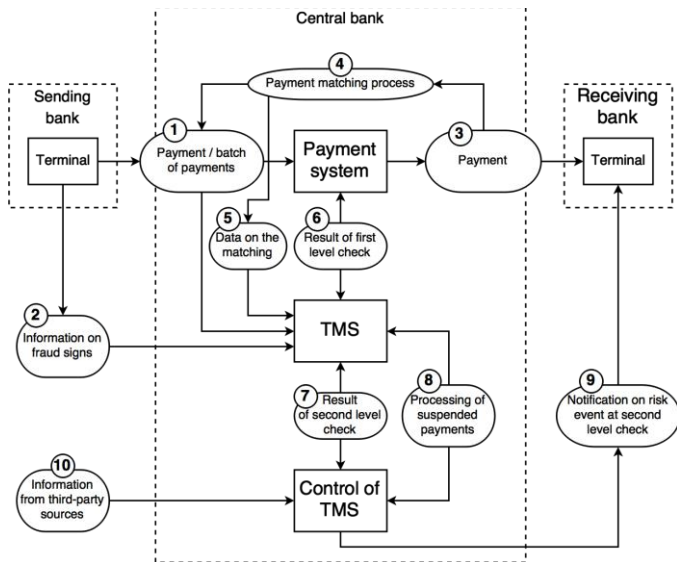 Central bank
4
Payment matching process
Sending
bank
Receiving
bank
1
3
Terminal
Payment / batch
of payments
Payment
system
Payment
Terminal
5
6
Data on the
matching
Result of first
level check
2
Information on
fraud signs
TMS
7
8
9
Result
of second level
check
Processing of
suspended
payments
Notification on risk
event at second
level check
10
Information
from third-party
sources
Control of
TMS